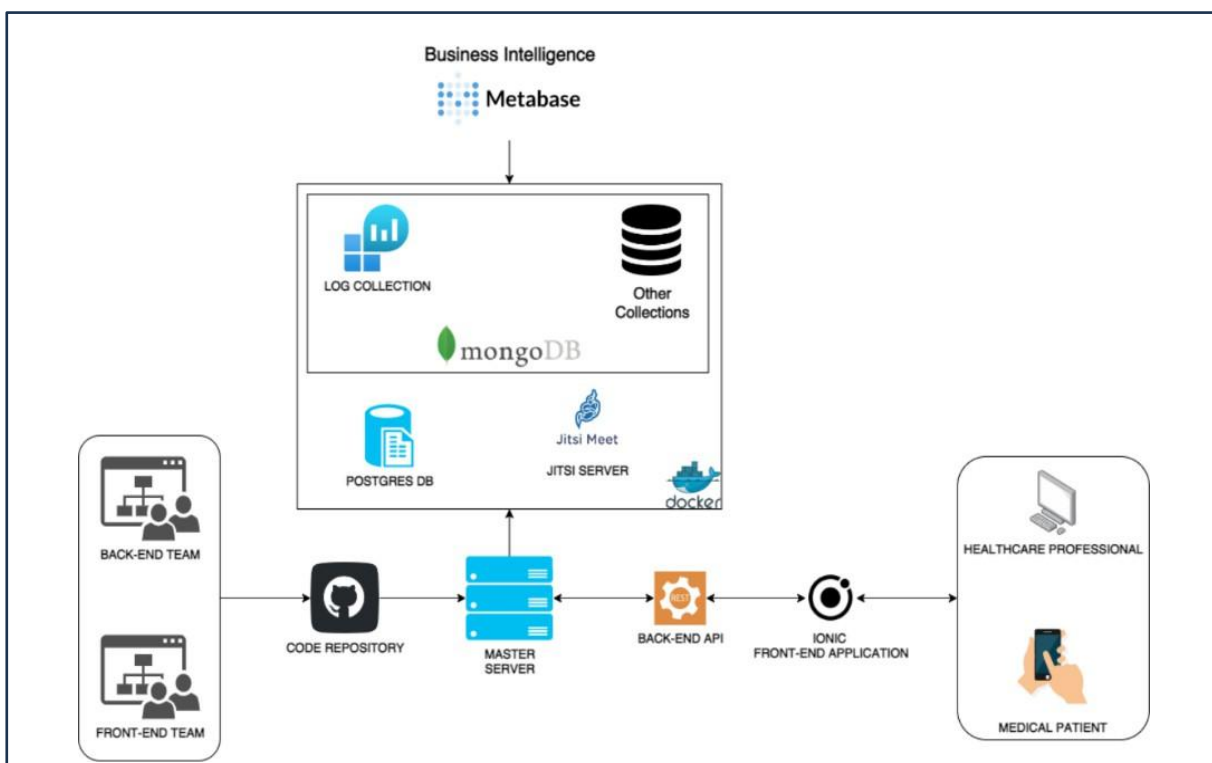 Business Intelligence
Metabase
LOG COLLECTION
Other
Collections
mongoDB
POSTGRES DB
Jitsi Meet
JITSI SERVER
docker
BACK-END TEAM
FRONT-END TEAM
CODE REPOSITORY
MASTER
SERVER
REST
BACK-END API
IONIC
FRONT-END APPLICATION
HEALTHCARE PROFESSIONAL
MEDICAL PATIENT